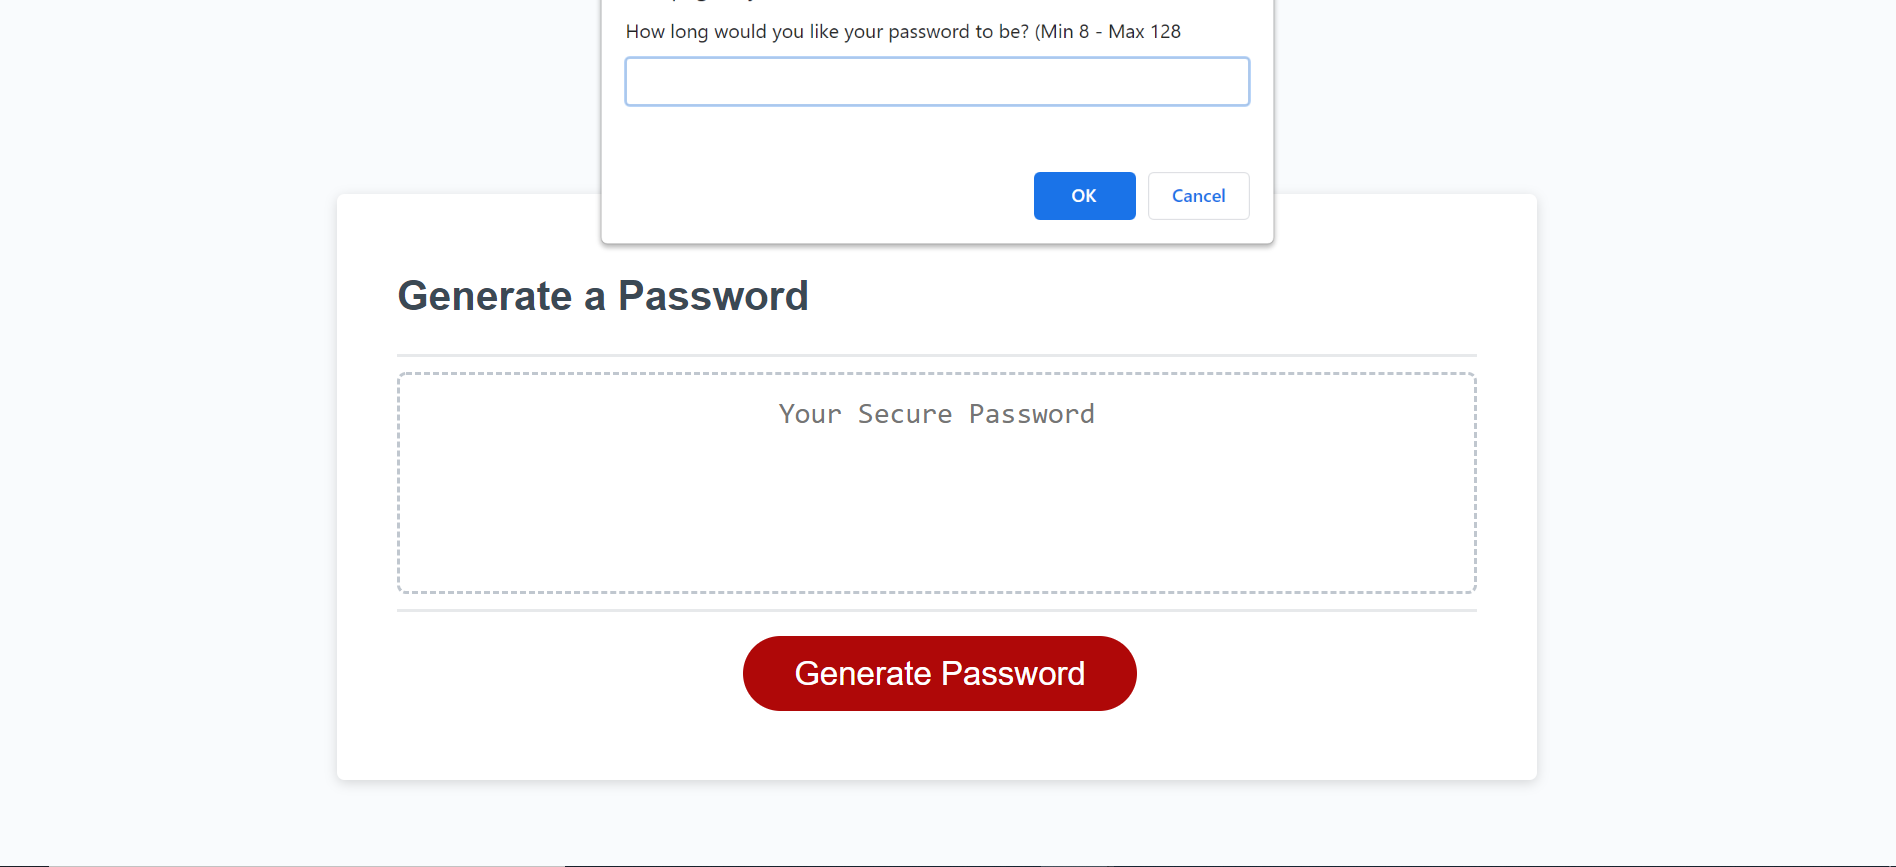 How long would you like your password to be? (Min 8 - Max 128
OK
Cancel
Generate a Password
Your Secure Password
Generate Password